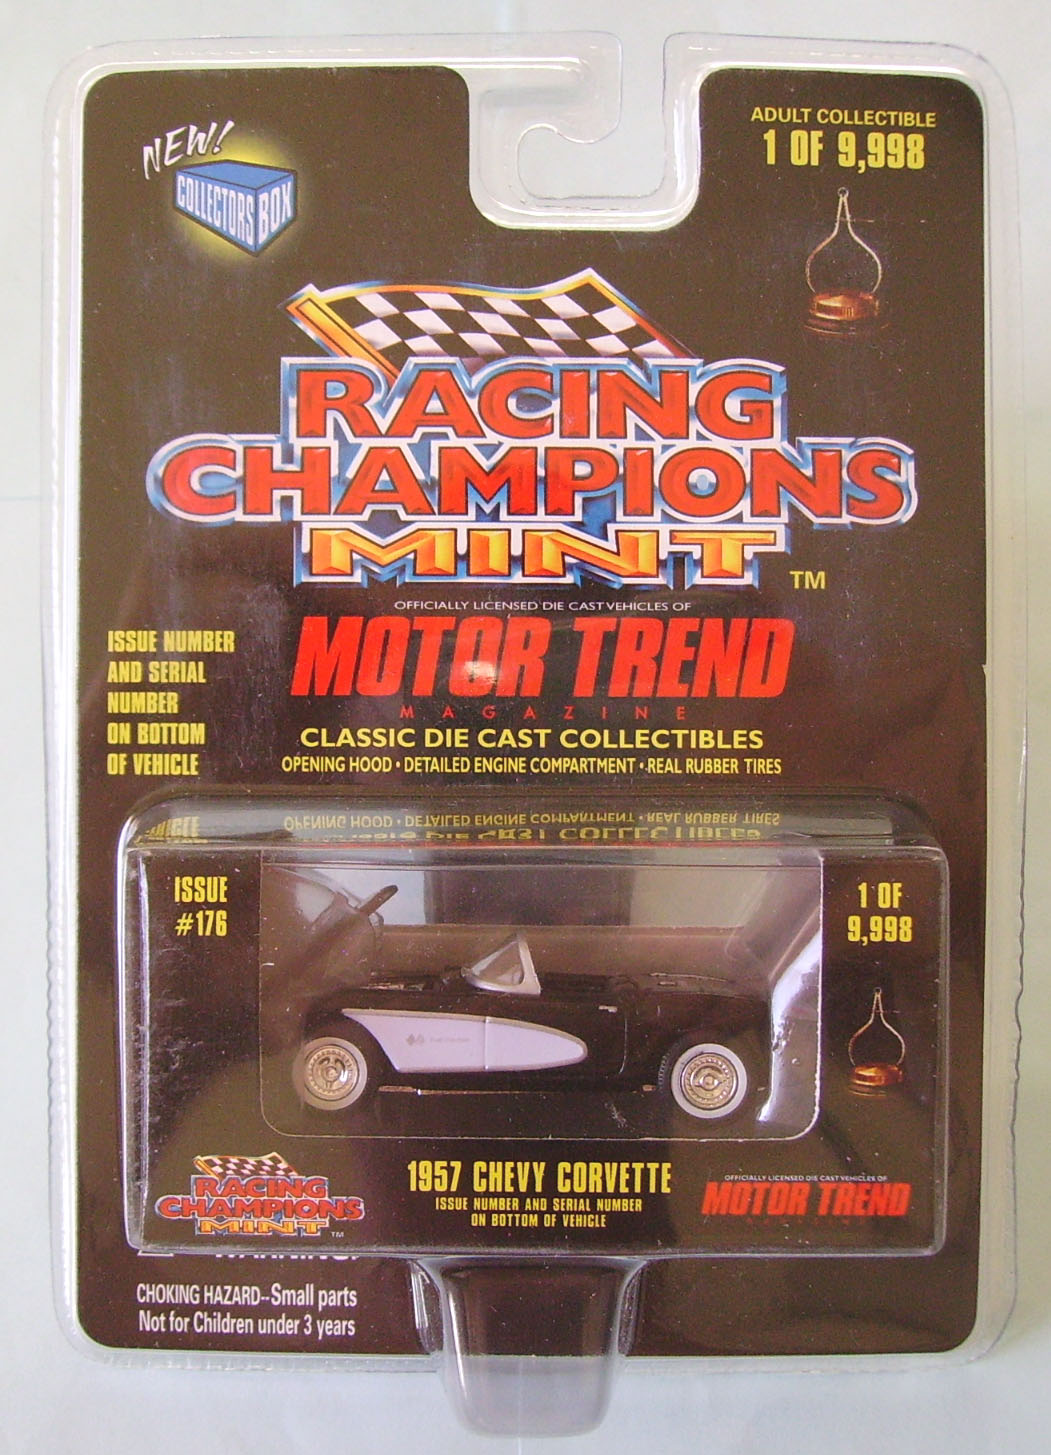 NEW!
COLLECTORS BOX
ADULT COLLECTIBLE
1 OF 9,998
RACING
CHAMPIONS
MINT
TM
OFFICIALLY LICENSED DIE CAST VEHICLES OF
MOTOR TREND
MAGAZINE
CLASSIC DIE CAST COLLECTIBLES
OPENING HOOD • DETAILED ENGINE COMPARTMENT • REAL RUBBER TIRES
ISSUE NUMBER
AND SERIAL
NUMBER
ON BOTTOM
OF VEHICLE
ISSUE
#176
1 OF
9,998
RACING
CHAMPIONS
MINT
TM
1957 CHEVY CORVETTE
ISSUE NUMBER AND SERIAL NUMBER
ON BOTTOM OF VEHICLE
OFFICIALLY LICENSED DIE CAST VEHICLES OF
MOTOR TREND
WARNING:
CHOKING HAZARD--Small parts
Not for Children under 3 years